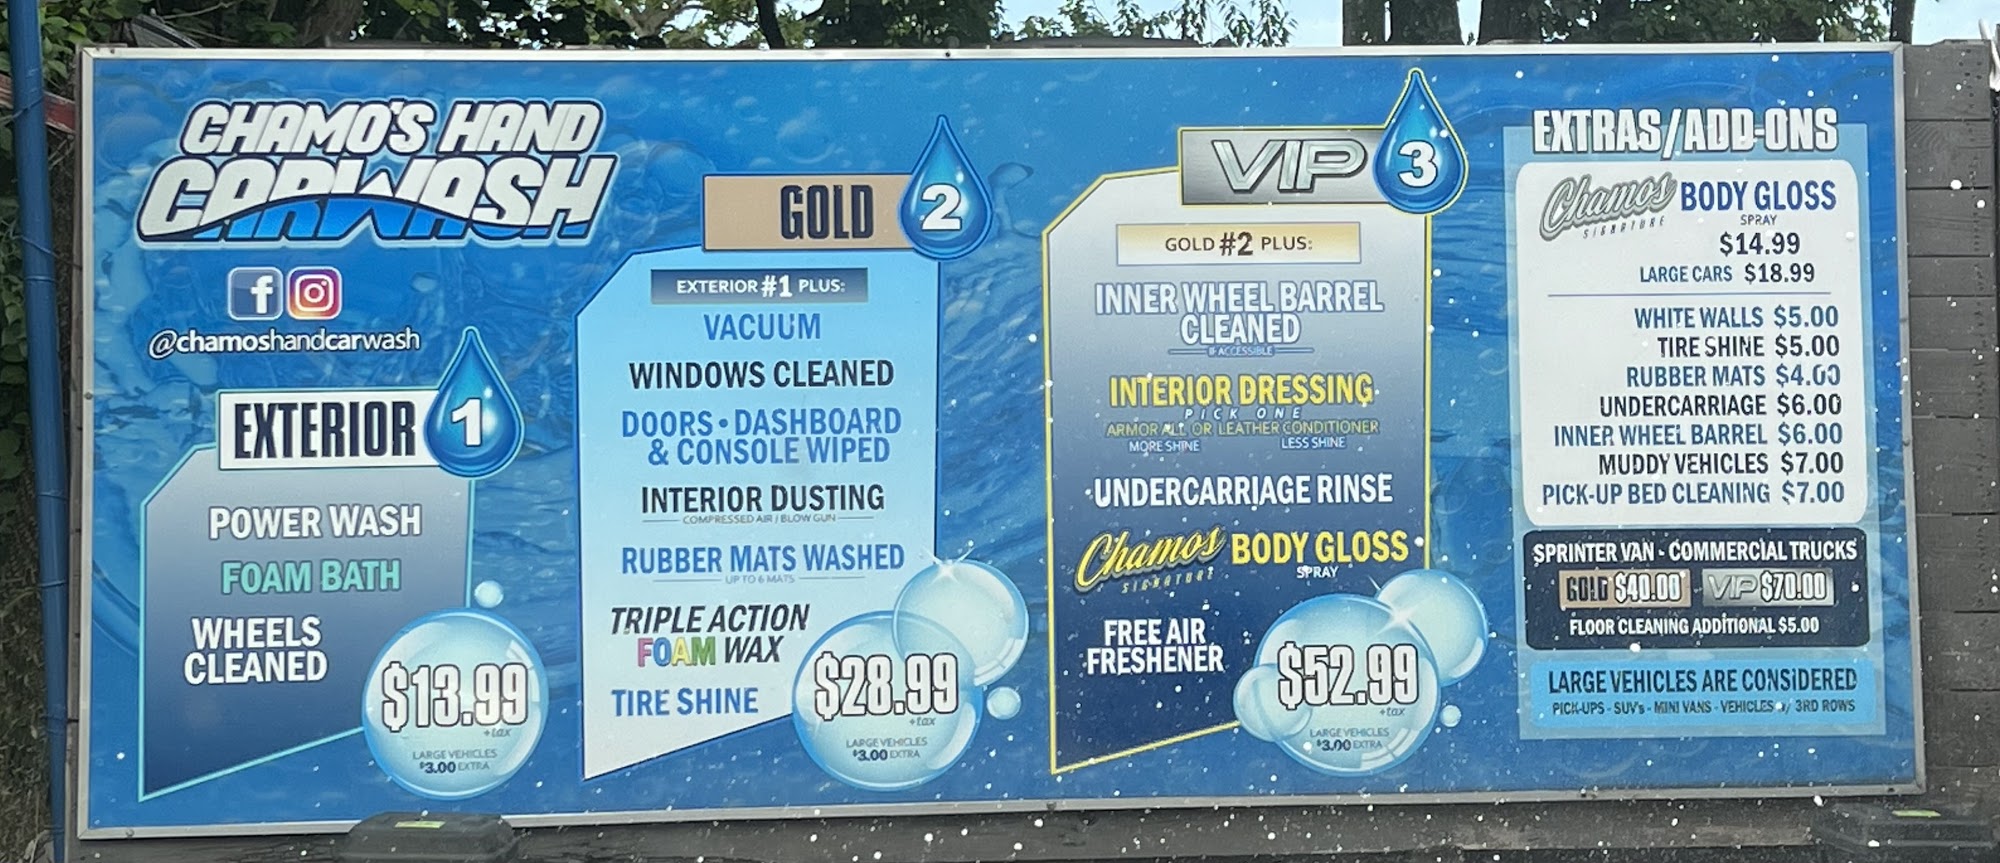 CHAMO'S HAND
CARWASH
@chamoshandcarwash
EXTERIOR 1
POWER WASH
FOAM BATH
WHEELS
CLEANED
$13.99
+tax
LARGE VEHICLES
$3.00 EXTRA
GOLD 2
EXTERIOR #1 PLUS:
VACUUM
WINDOWS CLEANED
DOORS • DASHBOARD
& CONSOLE WIPED
INTERIOR DUSTING
COMPRESSED AIR / BLOW GUN
RUBBER MATS WASHED
UP TO 6 MATS
TRIPLE ACTION
FOAM WAX
TIRE SHINE
$28.99
+tax
LARGE VEHICLES
$3.00 EXTRA
VIP 3
GOLD #2 PLUS:
INNER WHEEL BARREL
CLEANED
IF ACCESSIBLE
INTERIOR DRESSING
PICK ONE
ARMOR ALL OR LEATHER CONDITIONER
MORE SHINE LESS SHINE
UNDERCARRIAGE RINSE
Chamos BODY GLOSS
SIGNATURE SPRAY
FREE AIR
FRESHENER
$52.99
+tax
LARGE VEHICLES
$3.00 EXTRA
EXTRAS/ADD-ONS
Chamos BODY GLOSS
SIGNATURE SPRAY
$14.99
LARGE CARS $18.99
WHITE WALLS $5.00
TIRE SHINE $5.00
RUBBER MATS $4.00
UNDERCARRIAGE $6.00
INNER WHEEL BARREL $6.00
MUDDY VEHICLES $7.00
PICK-UP BED CLEANING $7.00
SPRINTER VAN - COMMERCIAL TRUCKS
GOLD $40.00 VIP $70.00
FLOOR CLEANING ADDITIONAL $5.00
LARGE VEHICLES ARE CONSIDERED
PICK-UPS - SUV's - MINI VANS - VEHICLES w/ 3RD ROWS